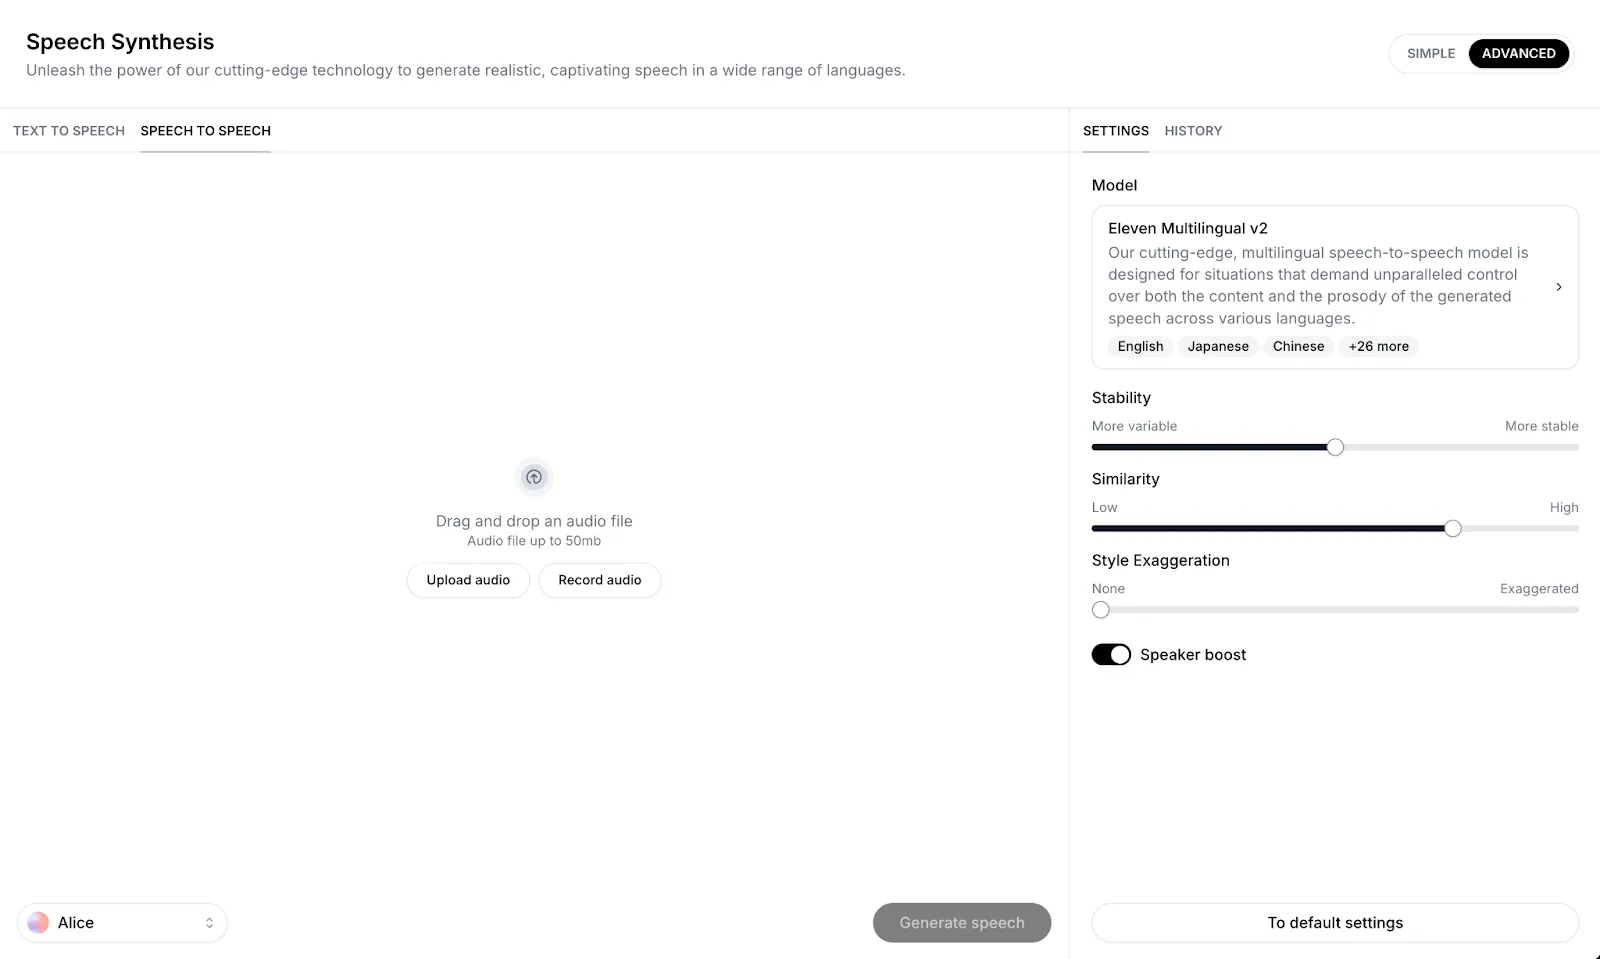 Speech Synthesis
Unleash the power of our cutting-edge technology to generate realistic, captivating speech in a wide range of languages.
SIMPLE
ADVANCED
TEXT TO SPEECH
SPEECH TO SPEECH
Drag and drop an audio file
Audio file up to 50mb
Upload audio
Record audio
Alice
Generate speech
SETTINGS
HISTORY
Model
Eleven Multilingual v2
Our cutting-edge, multilingual speech-to-speech model is
designed for situations that demand unparalleled control
over both the content and the prosody of the generated
speech across various languages.
English
Japanese
Chinese
+26 more
Stability
More variable
More stable
Similarity
Low
High
Style Exaggeration
None
Exaggerated
Speaker boost
To default settings